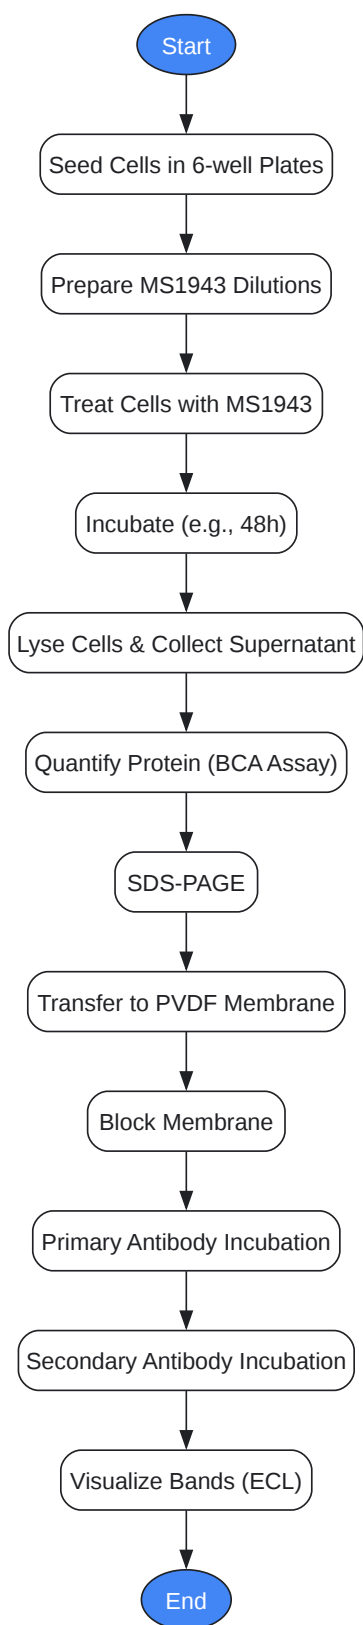 Start
Seed Cells in 6-well Plates
Prepare MS1943 Dilutions
Treat Cells with MS1943
Incubate (e.g., 48h)
Lyse Cells & Collect Supernatant
Quantify Protein (BCA Assay)
SDS-PAGE
Transfer to PVDF Membrane
Block Membrane
Primary Antibody Incubation
Secondary Antibody Incubation
Visualize Bands (ECL)
End